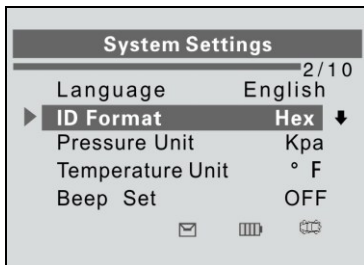 System Settings
2/10
Language English
ID Format Hex
Pressure Unit Kpa
Temperature Unit ° F
Beep Set OFF